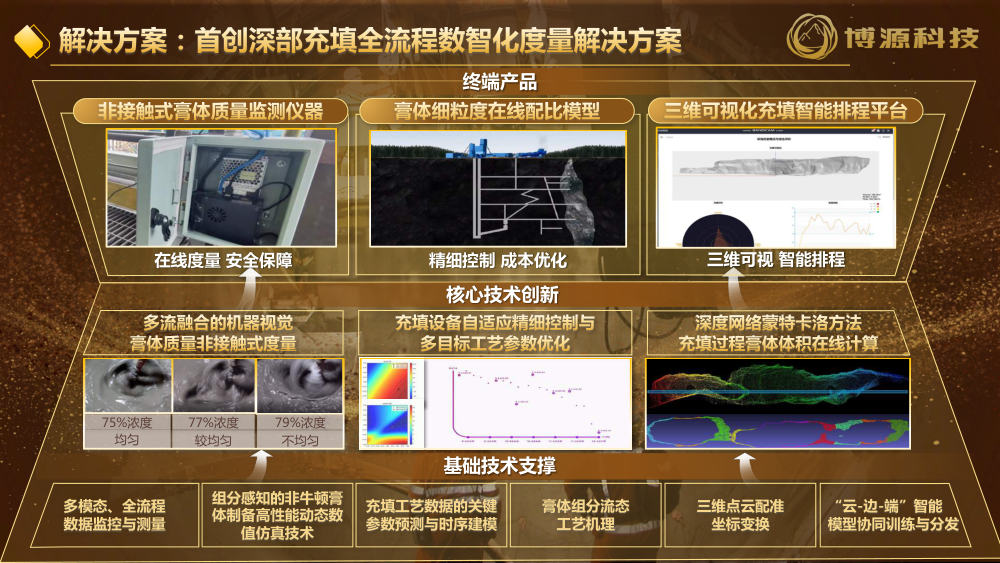 解决方案：首创深部充填全流程数智化度量解决方案
博源科技
终端产品
非接触式膏体质量监测仪器
膏体细粒度在线配比模型
三维可视化充填智能排程平台
在线度量 安全保障
精细控制 成本优化
三维可视 智能排程
核心技术创新
多流融合的机器视觉
膏体质量非接触式度量
充填设备自适应精细控制与
多目标工艺参数优化
深度网络蒙特卡洛方法
充填过程膏体体积在线计算
75%浓度
均匀
77%浓度
较均匀
79%浓度
不均匀
基础技术支撑
多模态、全流程
数据监控与测量
组分感知的非牛顿膏
体制备高性能动态数
值仿真技术
充填工艺数据的关键
参数预测与时序建模
膏体组分流态
工艺机理
三维点云配准
坐标变换
“云-边-端”智能
模型协同训练与分发